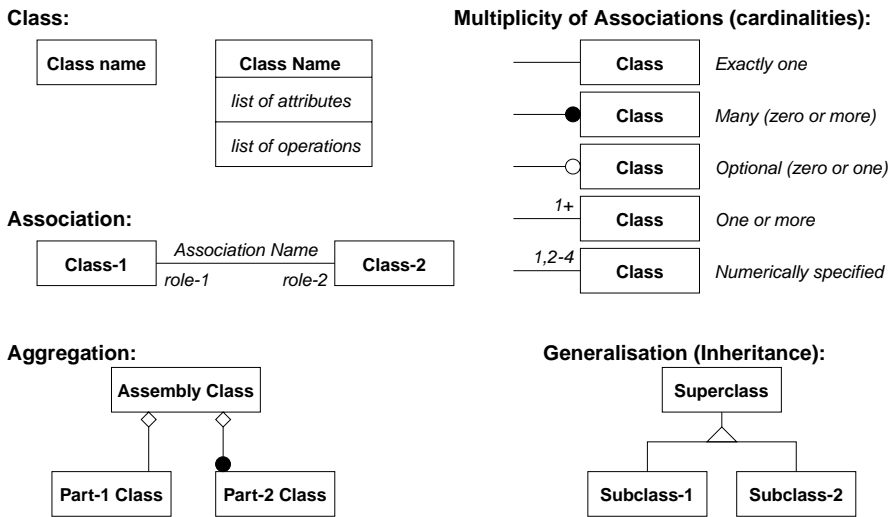 Class:
Class name
Class Name
list of attributes
list of operations
Association:
Class-1
Association Name
role-1
role-2
Class-2
Multiplicity of Associations (cardinalities):
Class
Exactly one
Class
Many (zero or more)
Class
Optional (zero or one)
1+
Class
One or more
1,2-4
Class
Numerically specified
Aggregation:
Assembly Class
Part-1 Class
Part-2 Class
Generalisation (Inheritance):
Superclass
Subclass-1
Subclass-2